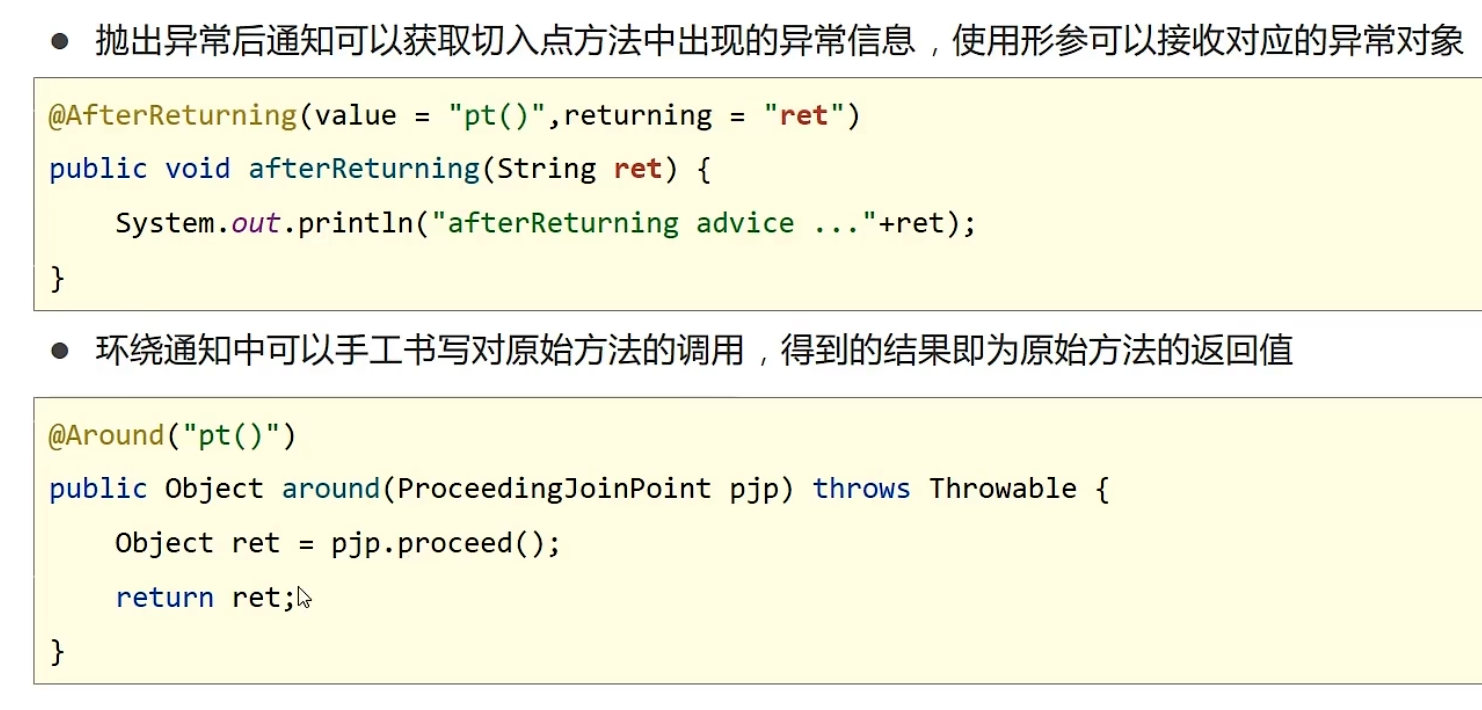 ● 抛出异常后通知可以获取切入点方法中出现的异常信息，使用形参可以接收对应的异常对象
@AfterReturning(value = "pt()",returning = "ret")
public void afterReturning(String ret) {
    System.out.println("afterReturning advice ..."+ret);
}
● 环绕通知中可以手工书写对原始方法的调用，得到的结果即为原始方法的返回值
@Around("pt()")
public Object around(ProceedingJoinPoint pjp) throws Throwable {
    Object ret = pjp.proceed();
    return ret;
}